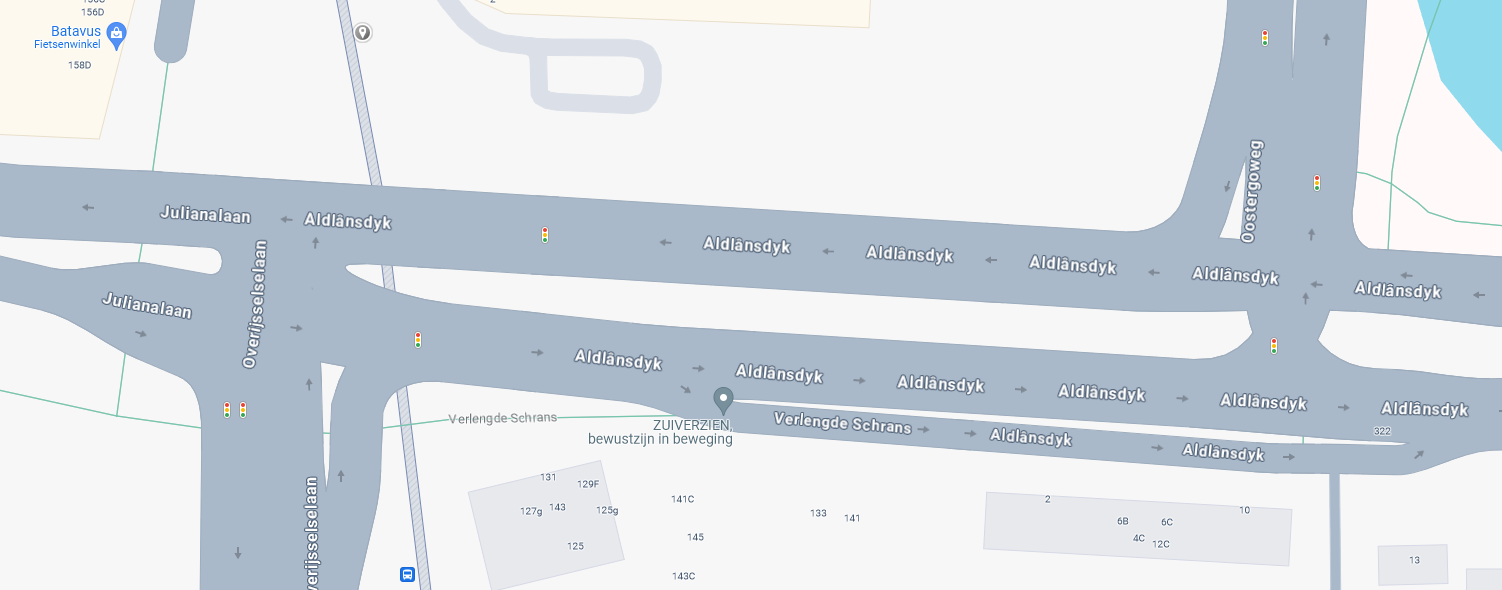 156D
2
Batavus
Fietsenwinkel
158D
Oostergoweg
Julianalaan
Aldlânsdyk
Aldlânsdyk
Aldlânsdyk
Aldlânsdyk
Aldlânsdyk
Aldlânsdyk
Julianalaan
Overijsselselaan
Aldlânsdyk
Aldlânsdyk
Aldlânsdyk
Aldlânsdyk
Aldlânsdyk
Aldlânsdyk
Verlengde Schrans
ZUIVERZIEN,
bewustzijn in beweging
Verlengde Schrans
Aldlânsdyk
Aldlânsdyk
322
verijsselselaan
131
129F
127g
143
125g
125
141C
145
143C
133
141
2
10
6B
6C
4C
12C
13